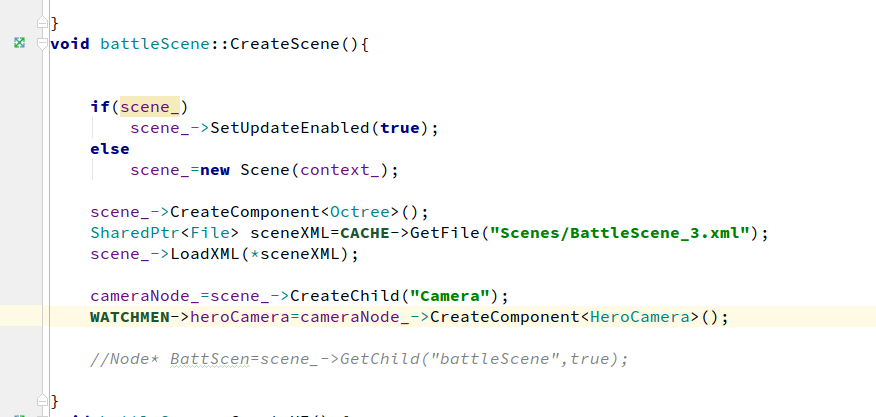 }
void battleScene::CreateScene(){
if(scene_)
scene_->SetUpdateEnabled(true);
else
scene_=new Scene(context_);
scene_->CreateComponent<Octree>();
SharedPtr<File> sceneXML=CACHE->GetFile("Scenes/BattleScene_3.xml");
scene_->LoadXML(*sceneXML);
cameraNode_=scene_->CreateChild("Camera");
WATCHMEN->heroCamera=cameraNode_->CreateComponent<HeroCamera>();
//Node* BattScen=scene_->GetChild("battleScene",true);
}